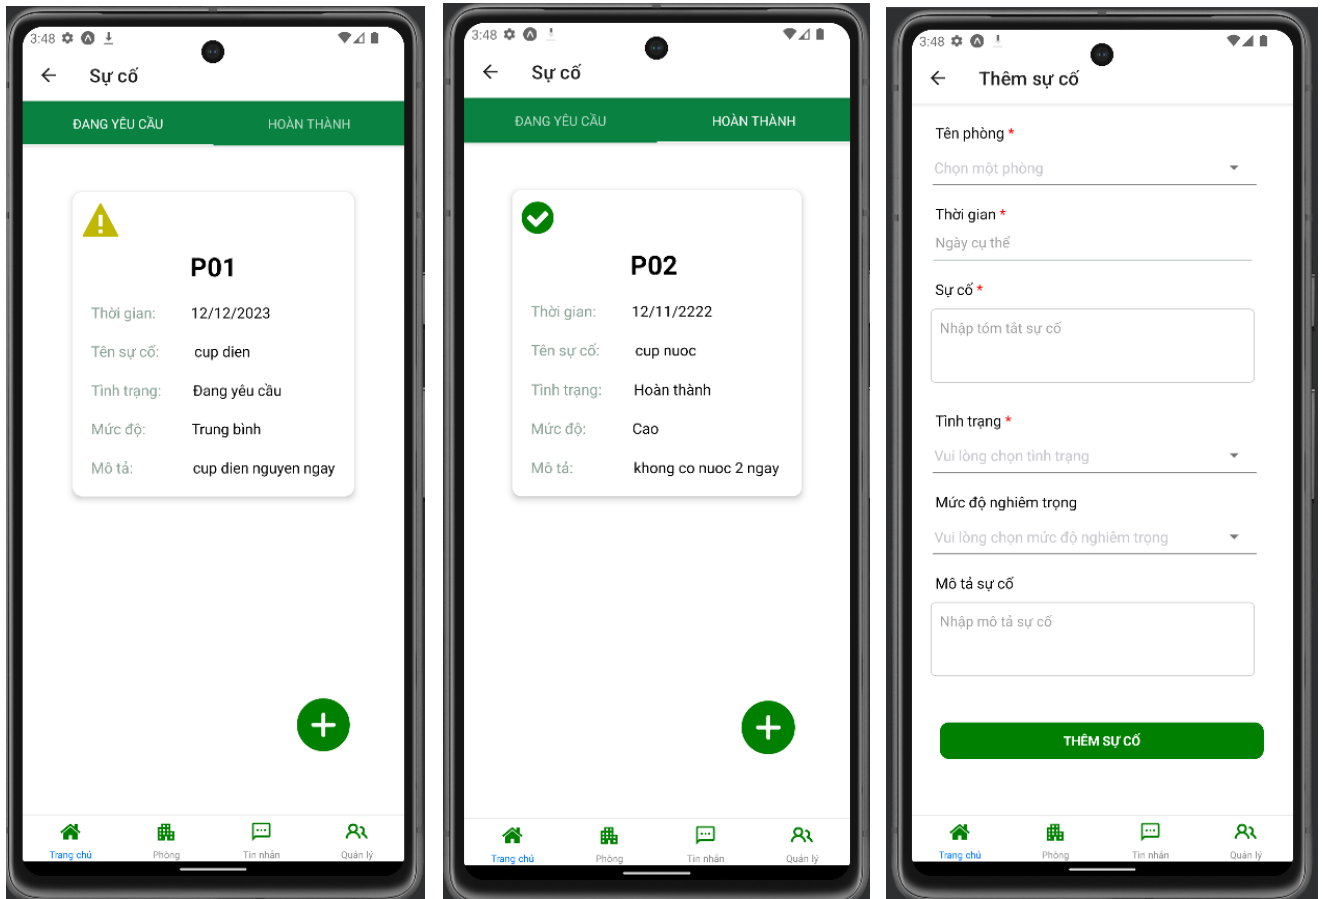 3:48
Sự cố
ĐANG YÊU CẦU HOÀN THÀNH
P01
Thời gian: 12/12/2023
Tên sự cố: cup dien
Tình trạng: Đang yêu cầu
Mức độ: Trung bình
Mô tả: cup dien nguyen ngay
Trang chủ Phòng Tin nhắn Quản lý
3:48
Sự cố
ĐANG YÊU CẦU HOÀN THÀNH
P02
Thời gian: 12/11/2222
Tên sự cố: cup nuoc
Tình trạng: Hoàn thành
Mức độ: Cao
Mô tả: khong co nuoc 2 ngay
Trang chủ Phòng Tin nhắn Quản lý
3:48
Thêm sự cố
Tên phòng *
Chọn một phòng
Thời gian *
Ngày cụ thể
Sự cố *
Nhập tóm tắt sự cố
Tình trạng *
Vui lòng chọn tình trạng
Mức độ nghiêm trọng
Vui lòng chọn mức độ nghiêm trọng
Mô tả sự cố
Nhập mô tả sự cố
THÊM SỰ CỐ
Trang chủ Phòng Tin nhắn Quản lý